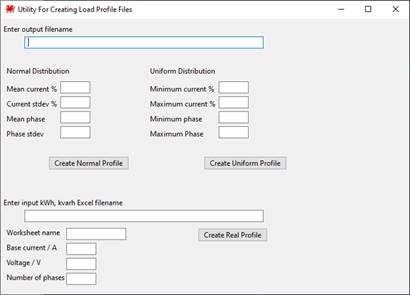 Utility For Creating Load Profile Files
Enter output filename
Normal Distribution Uniform Distribution
Mean current % Minimum current %
Current stdev % Maximum current %
Mean phase Minimum phase
Phase stdev Maximum Phase
Create Normal Profile Create Uniform Profile
Enter input kWh, kvarh Excel filename
Worksheet name Create Real Profile
Base current / A
Voltage / V
Number of phases